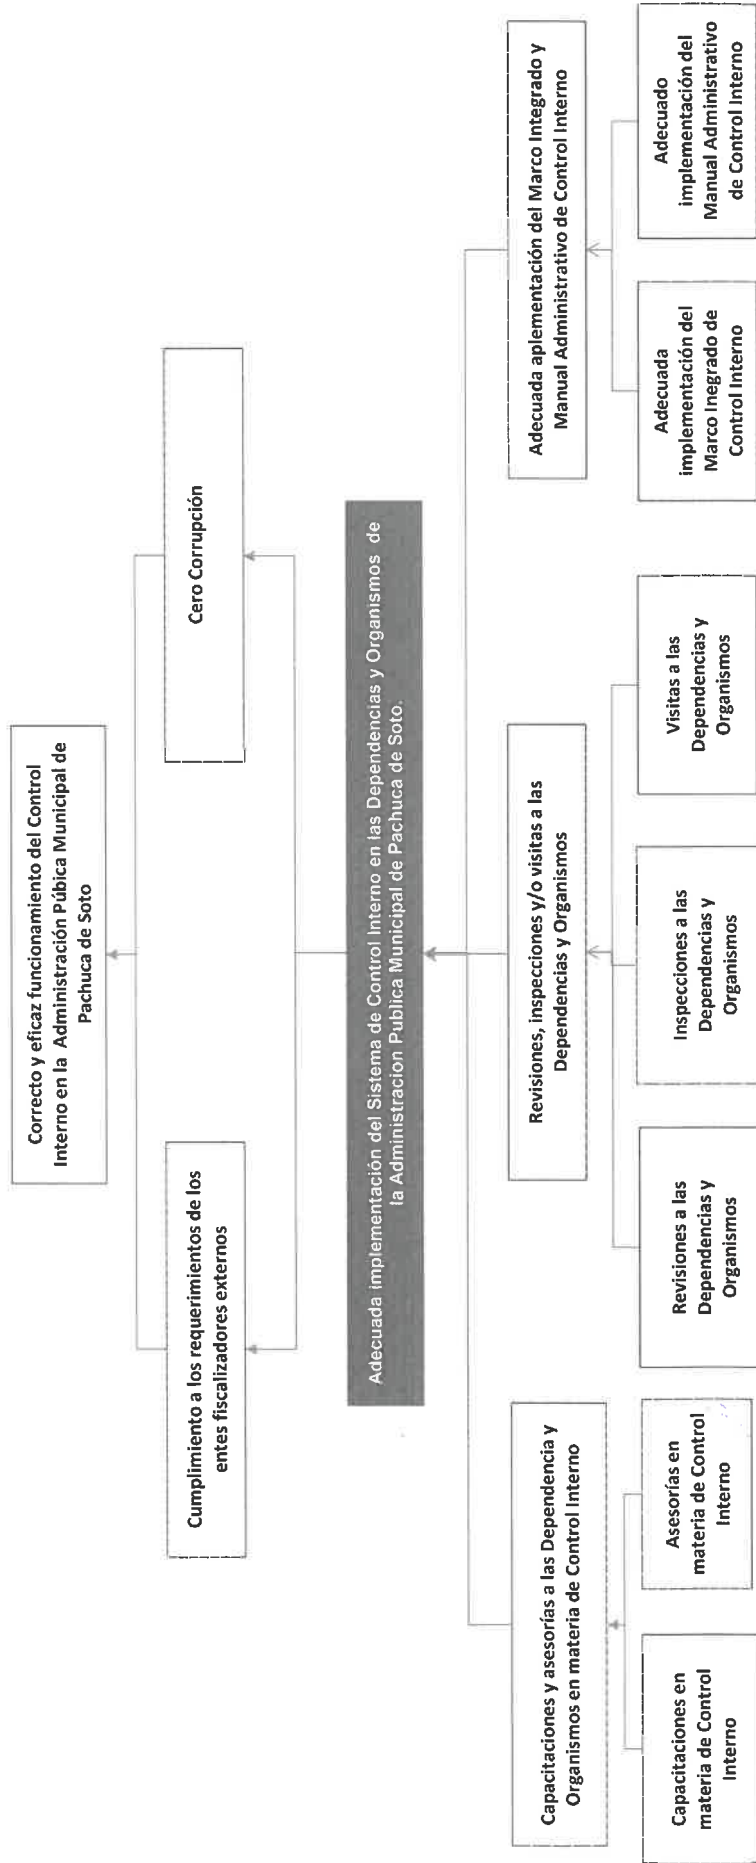 Correcto y eficaz funcionamiento del Control
Interno en la Administración Púbica Municipal de
Pachuca de Soto
Cumplimiento a los requerimientos de los
entes fiscalizadores externos
Cero Corrupción
Adecuada implementación del Sistema de Control Interno en las Dependencias y Organismos de
la Administracion Publica Municipal de Pachuca de Soto.
Capacitaciones y asesorías a las Dependencia y
Organismos en materia de Control Interno
Revisiones, inspecciones y/o visitas a las
Dependencias y Organismos
Adecuada aplementación del Marco Integrado y
Manual Administrativo de Control Interno
Capacitaciones en
materia de Control
Interno
Asesorías en
materia de Control
Interno
Revisiones a las
Dependencias y
Organismos
Inspecciones a las
Dependencias y
Organismos
Visitas a las
Dependencias y
Organismos
Adecuada
implementación del
Marco Inegrado de
Control Interno
Adecuado
implementación del
Manual Administrativo
de Control Interno